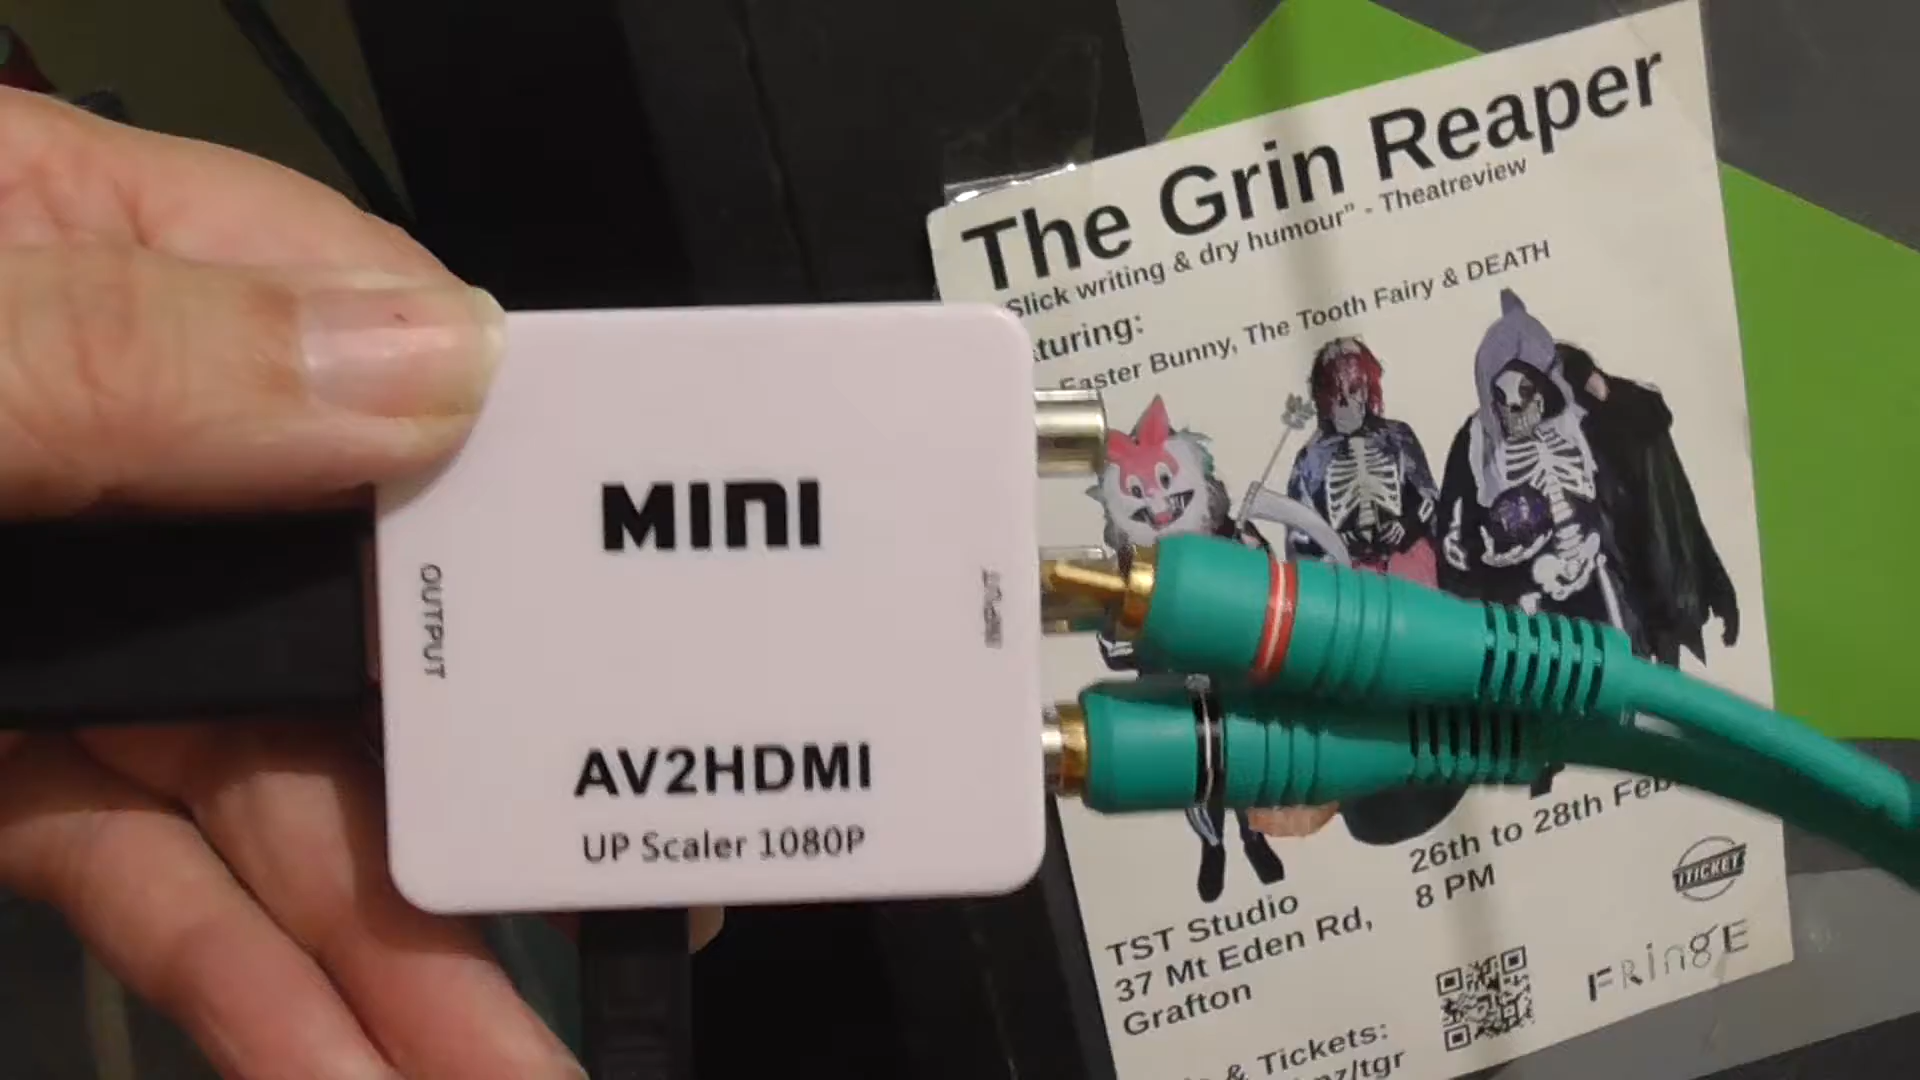 MINI
OUTPUT
INPUT
AV2HDMI
UP Scaler 1080P
The Grin Reaper
Slick writing & dry humour" - Theatreview
turing:
Easter Bunny, The Tooth Fairy & DEATH
26th to 28th Feb
8 PM
TST Studio
37 Mt Eden Rd,
Grafton
iTICKET
FRingE
& Tickets:
nz/tgr